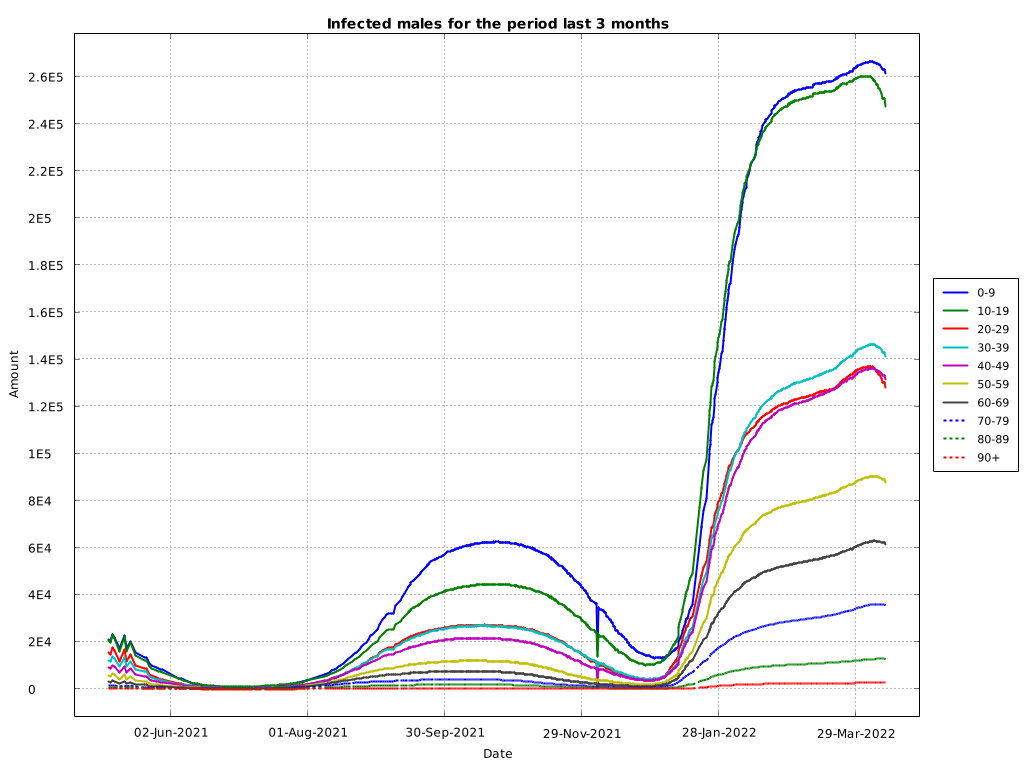 Infected males for the period last 3 months
2.6E5
2.4E5
2.2E5
2E5
1.8E5
1.6E5
1.4E5
1.2E5
1E5
8E4
6E4
4E4
2E4
0
Amount
02-Jun-2021
01-Aug-2021
30-Sep-2021
29-Nov-2021
28-Jan-2022
29-Mar-2022
Date
0-9
10-19
20-29
30-39
40-49
50-59
60-69
70-79
80-89
90+